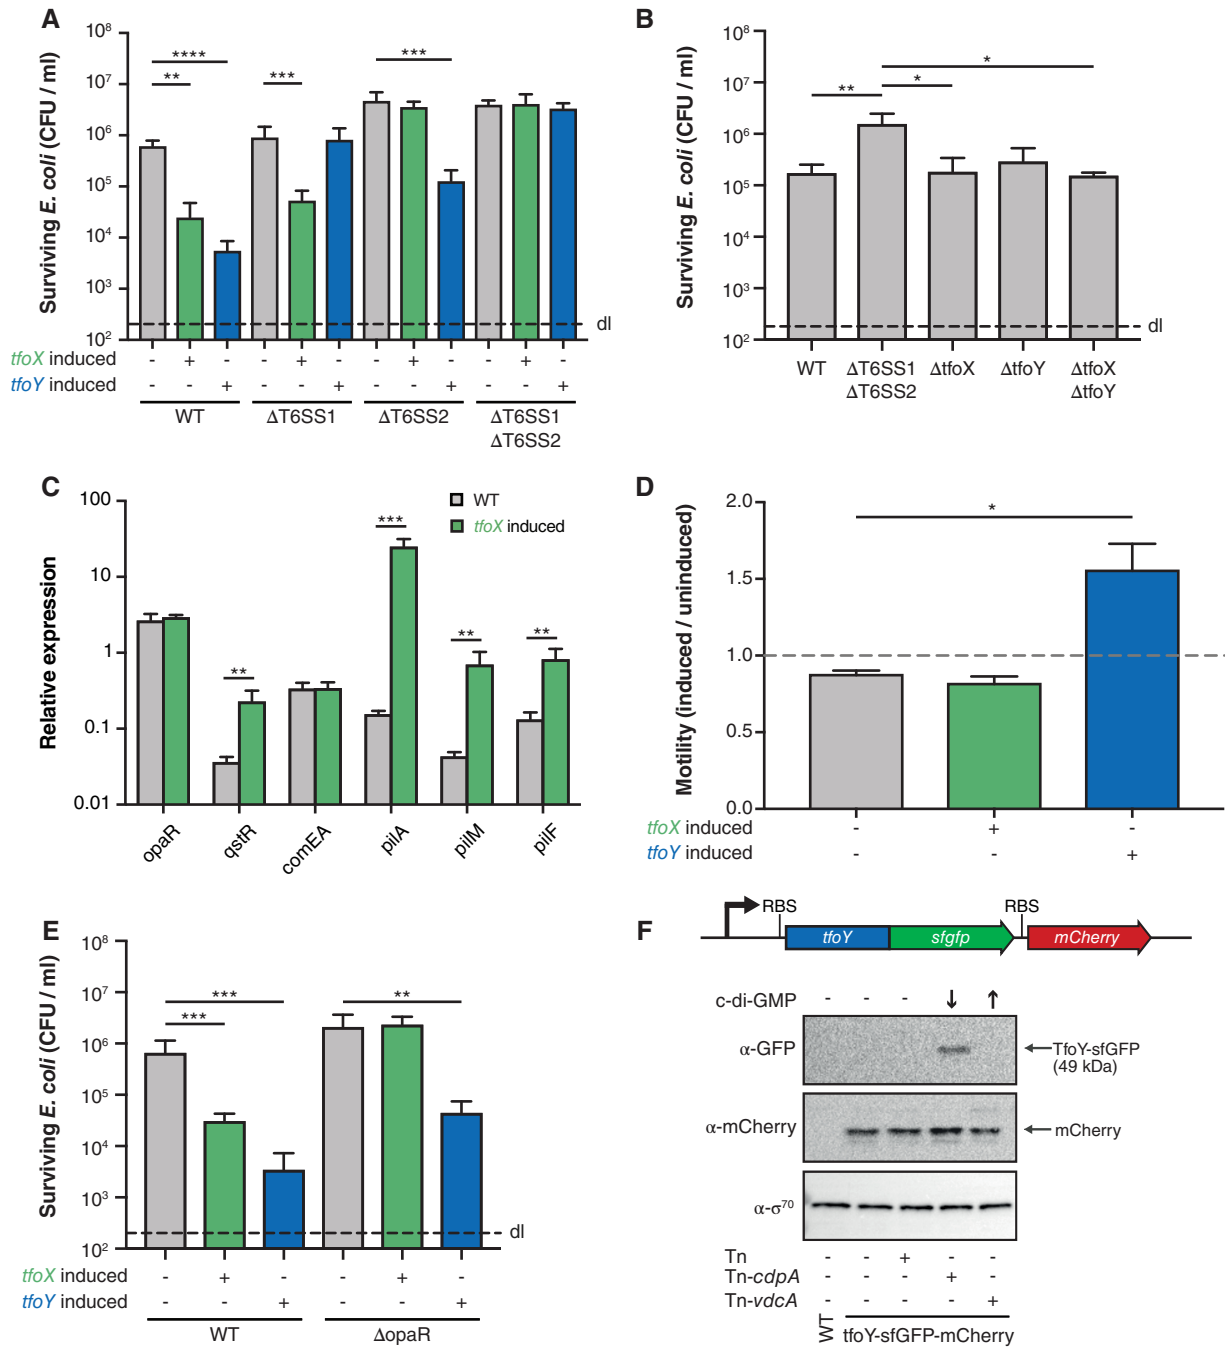 A
Surviving E. coli (CFU / ml)
10⁸
10⁷
10⁶
10⁵
10⁴
10³
10²
****
**
***
***
dl
tfoX induced - + - - + - - + - - + -
tfoY induced - - + - - + - - + - - +
WT ΔT6SS1 ΔT6SS2 ΔT6SS1
ΔT6SS2
B
Surviving E. coli (CFU / ml)
10⁸
10⁷
10⁶
10⁵
10⁴
10³
10²
*
**
*
dl
WT ΔT6SS1 ΔtfoX ΔtfoY ΔtfoX
ΔT6SS2 ΔtfoY
C
Relative expression
100
10
1
0.1
0.01
WT
tfoX induced
**
***
**
**
opaR qstR comEA pilA pilM pilF
D
Motility (induced / uninduced)
2.0
1.5
1.0
0.5
0.0
*
tfoX induced - + -
tfoY induced - - +
E
Surviving E. coli (CFU / ml)
10⁸
10⁷
10⁶
10⁵
10⁴
10³
10²
***
***
**
dl
tfoX induced - + - - + -
tfoY induced - - + - - +
WT ΔopaR
F
RBS RBS
tfoY sfgfp mCherry
c-di-GMP - - - ↓ ↑
α-GFP
TfoY-sfGFP
(49 kDa)
α-mCherry
mCherry
α-σ⁷⁰
Tn - - + - -
Tn-cdpA - - - + -
Tn-vdcA - - - - +
WT tfoY-sfGFP-mCherry